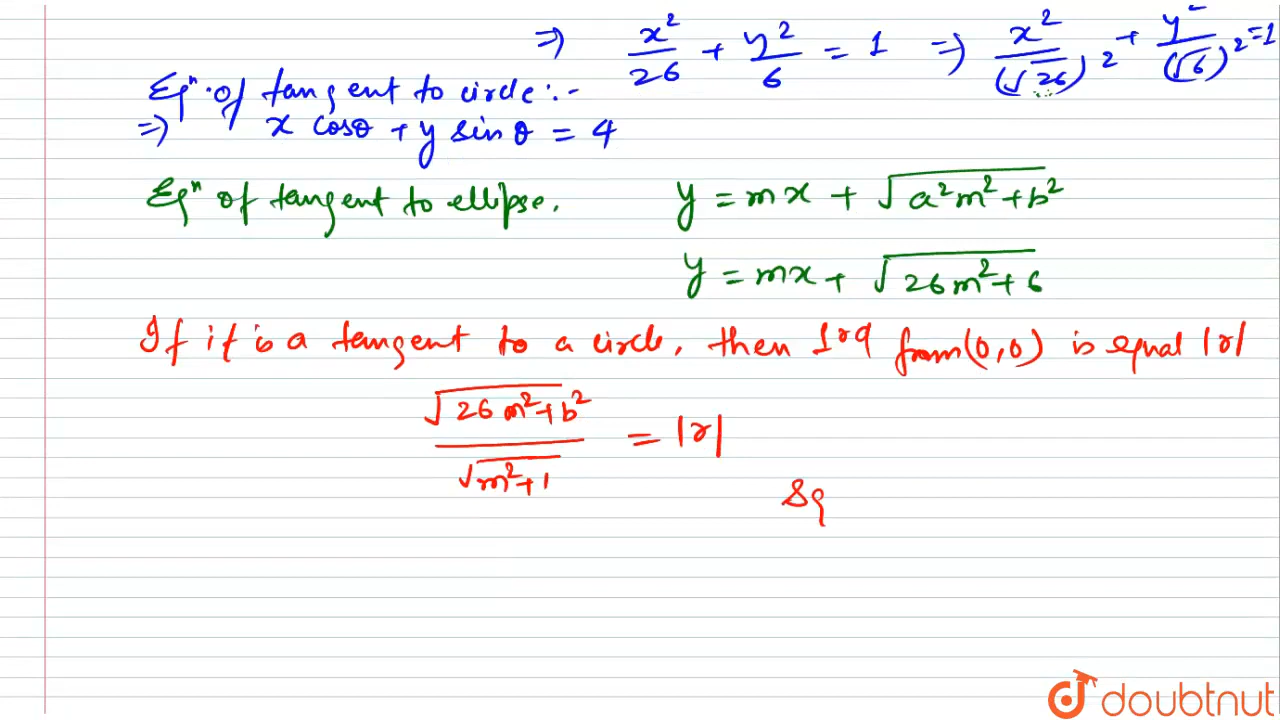 ⇒ x²/26 + y²/6 = 1 ⇒ x²/(√26)² + y²/(√6)² = 1
Eqⁿ. of tangent to circle :-
⇒ x cosθ + y sinθ = 4
Eqⁿ of tangent to ellipse. y = mx + √(a²m² + b²)
y = mx + √(26m² + 6)
If it is a tangent to a circle, then from (0,0) is equal |r|
√(26m² + b²)/√(m² + 1) = |r|
Sq
doubtnut